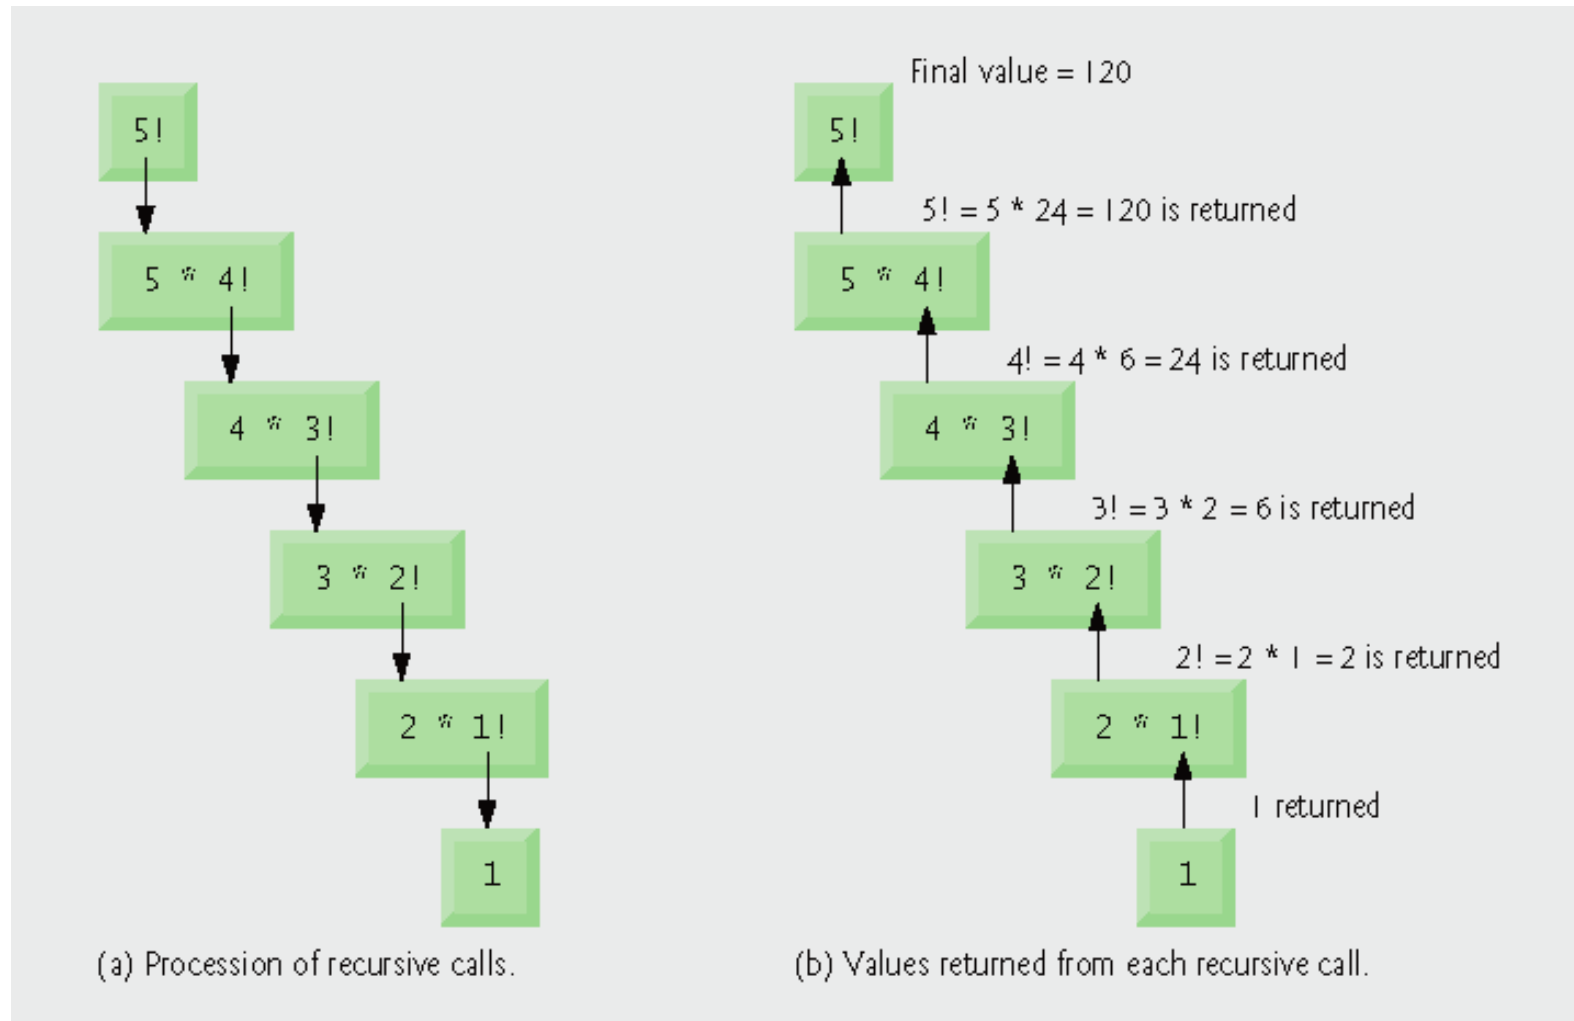 5!
5 * 4!
4 * 3!
3 * 2!
2 * 1!
1
(a) Procession of recursive calls.
Final value = 120
5!
5! = 5 * 24 = 120 is returned
5 * 4!
4! = 4 * 6 = 24 is returned
4 * 3!
3! = 3 * 2 = 6 is returned
3 * 2!
2! = 2 * 1 = 2 is returned
2 * 1!
1 returned
1
(b) Values returned from each recursive call.